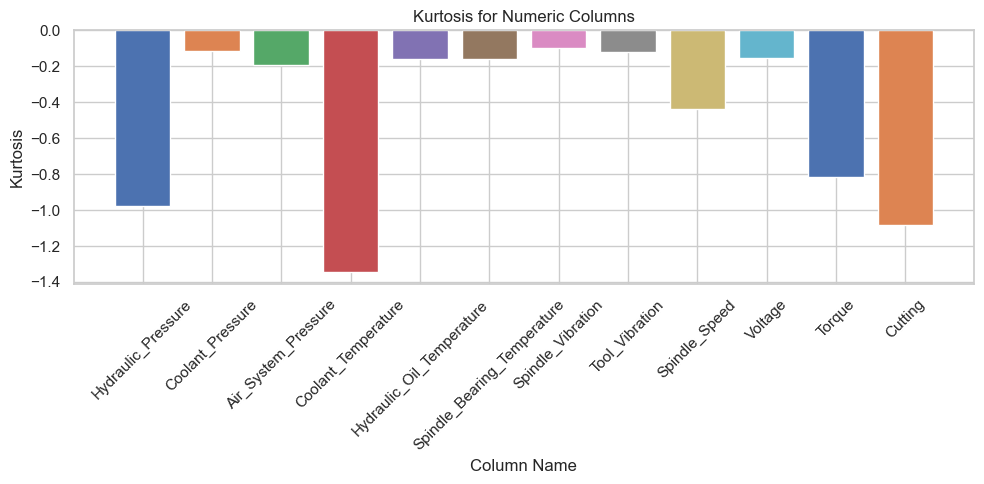 Kurtosis for Numeric Columns
Kurtosis
0.0
−0.2
−0.4
−0.6
−0.8
−1.0
−1.2
−1.4
Hydraulic_Pressure
Coolant_Pressure
Air_System_Pressure
Coolant_Temperature
Hydraulic_Oil_Temperature
Spindle_Bearing_Temperature
Spindle_Vibration
Tool_Vibration
Spindle_Speed
Voltage
Torque
Cutting
Column Name